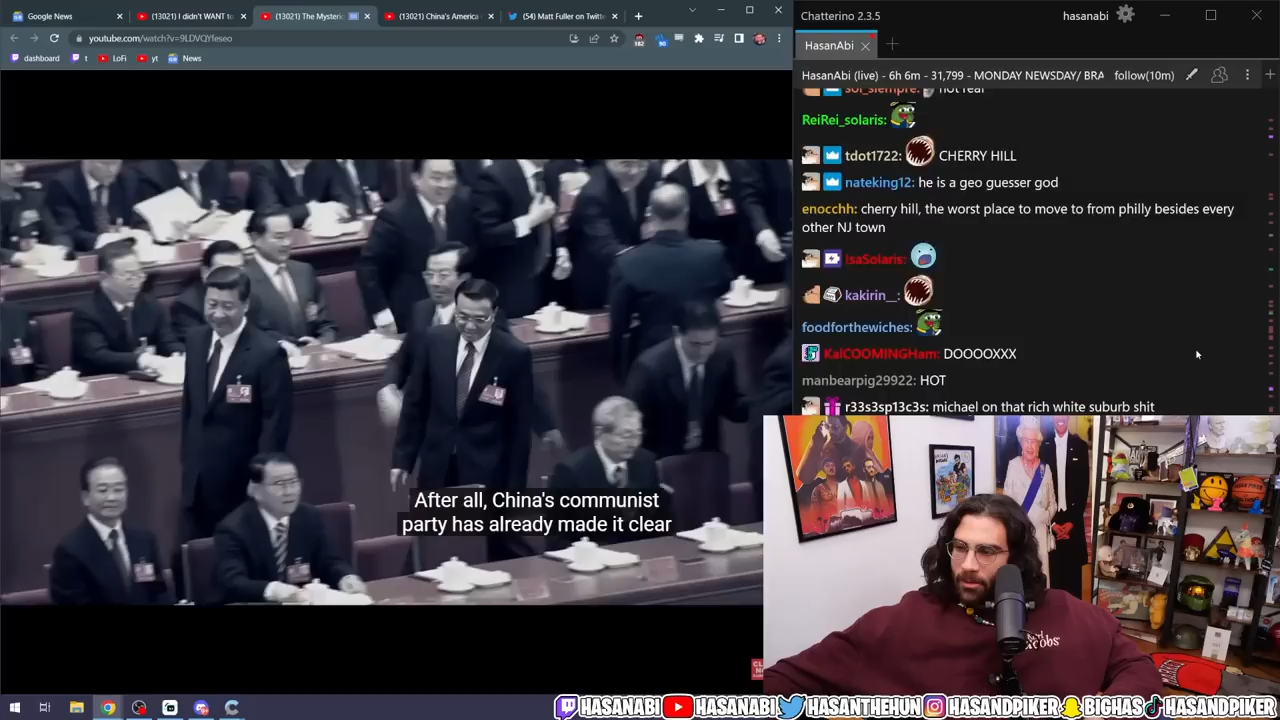 Google News
(13021) I didn't WANT to
(13021) The Mysteri
(13021) China's America
(54) Matt Fuller on Twitt
youtube.com/watch?v=9LDVQYfeseo
dashboard
t
LoFi
yt
News
After all, China's communist
party has already made it clear
Chatterino 2.3.5
hasanabi
HasanAbi
HasanAbi (live) - 6h 6m - 31,799 - MONDAY NEWSDAY/ BRA
follow(10m)
sol_siempre: not real
ReiRei_solaris:
tdot1722: CHERRY HILL
nateking12: he is a geo guesser god
enocchh: cherry hill, the worst place to move to from philly besides every
other NJ town
IsaSolaris:
kakirin__:
foodforthewiches:
KalCOOMINGHam: DOOOOXXX
manbearpig29922: HOT
r33s3sp13c3s: michael on that rich white suburb shit
HASANABI HASANABI HASANTHEHUN HASANDPIKER BIGHAS HASANDPIKER